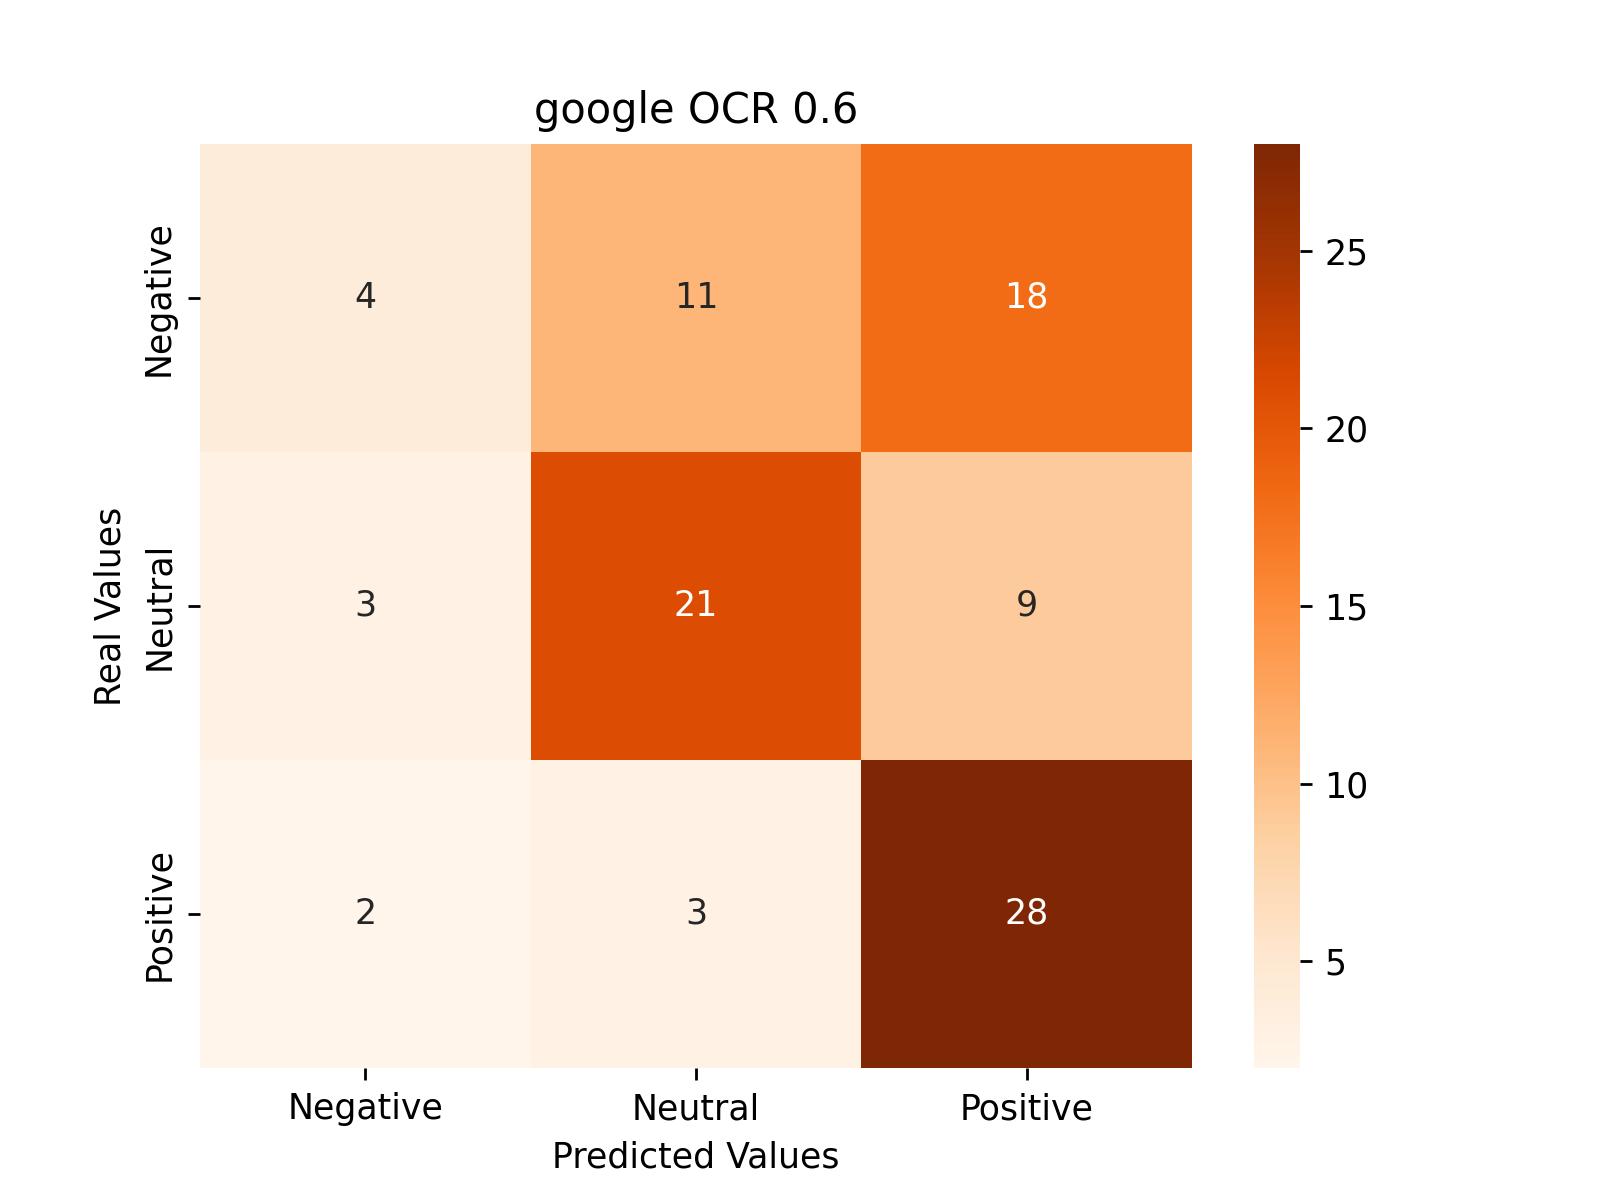 google OCR 0.6
Real Values
Negative
4 11 18
Neutral
3 21 9
Positive
2 3 28
Negative Neutral Positive
Predicted Values
25
20
15
10
5